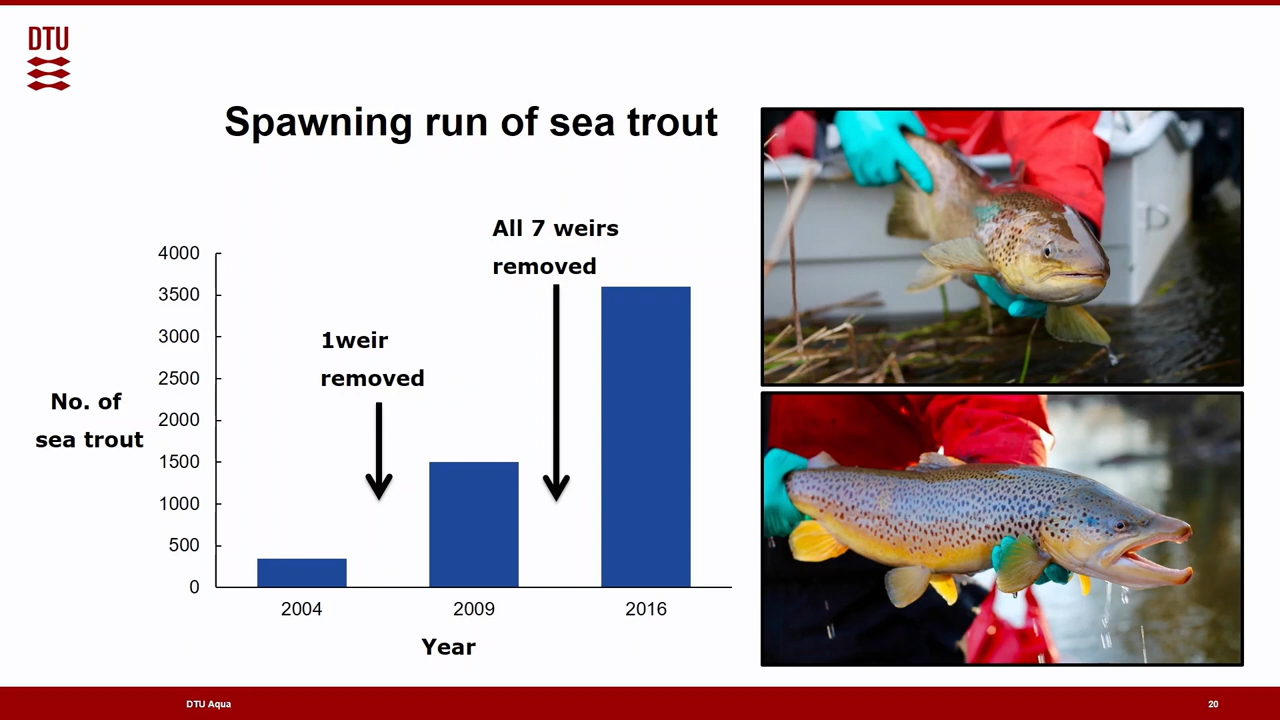 DTU
Spawning run of sea trout
All 7 weirs
removed
1weir
removed
No. of
sea trout
4000
3500
3000
2500
2000
1500
1000
500
0
2004 2009 2016
Year
DTU Aqua 20